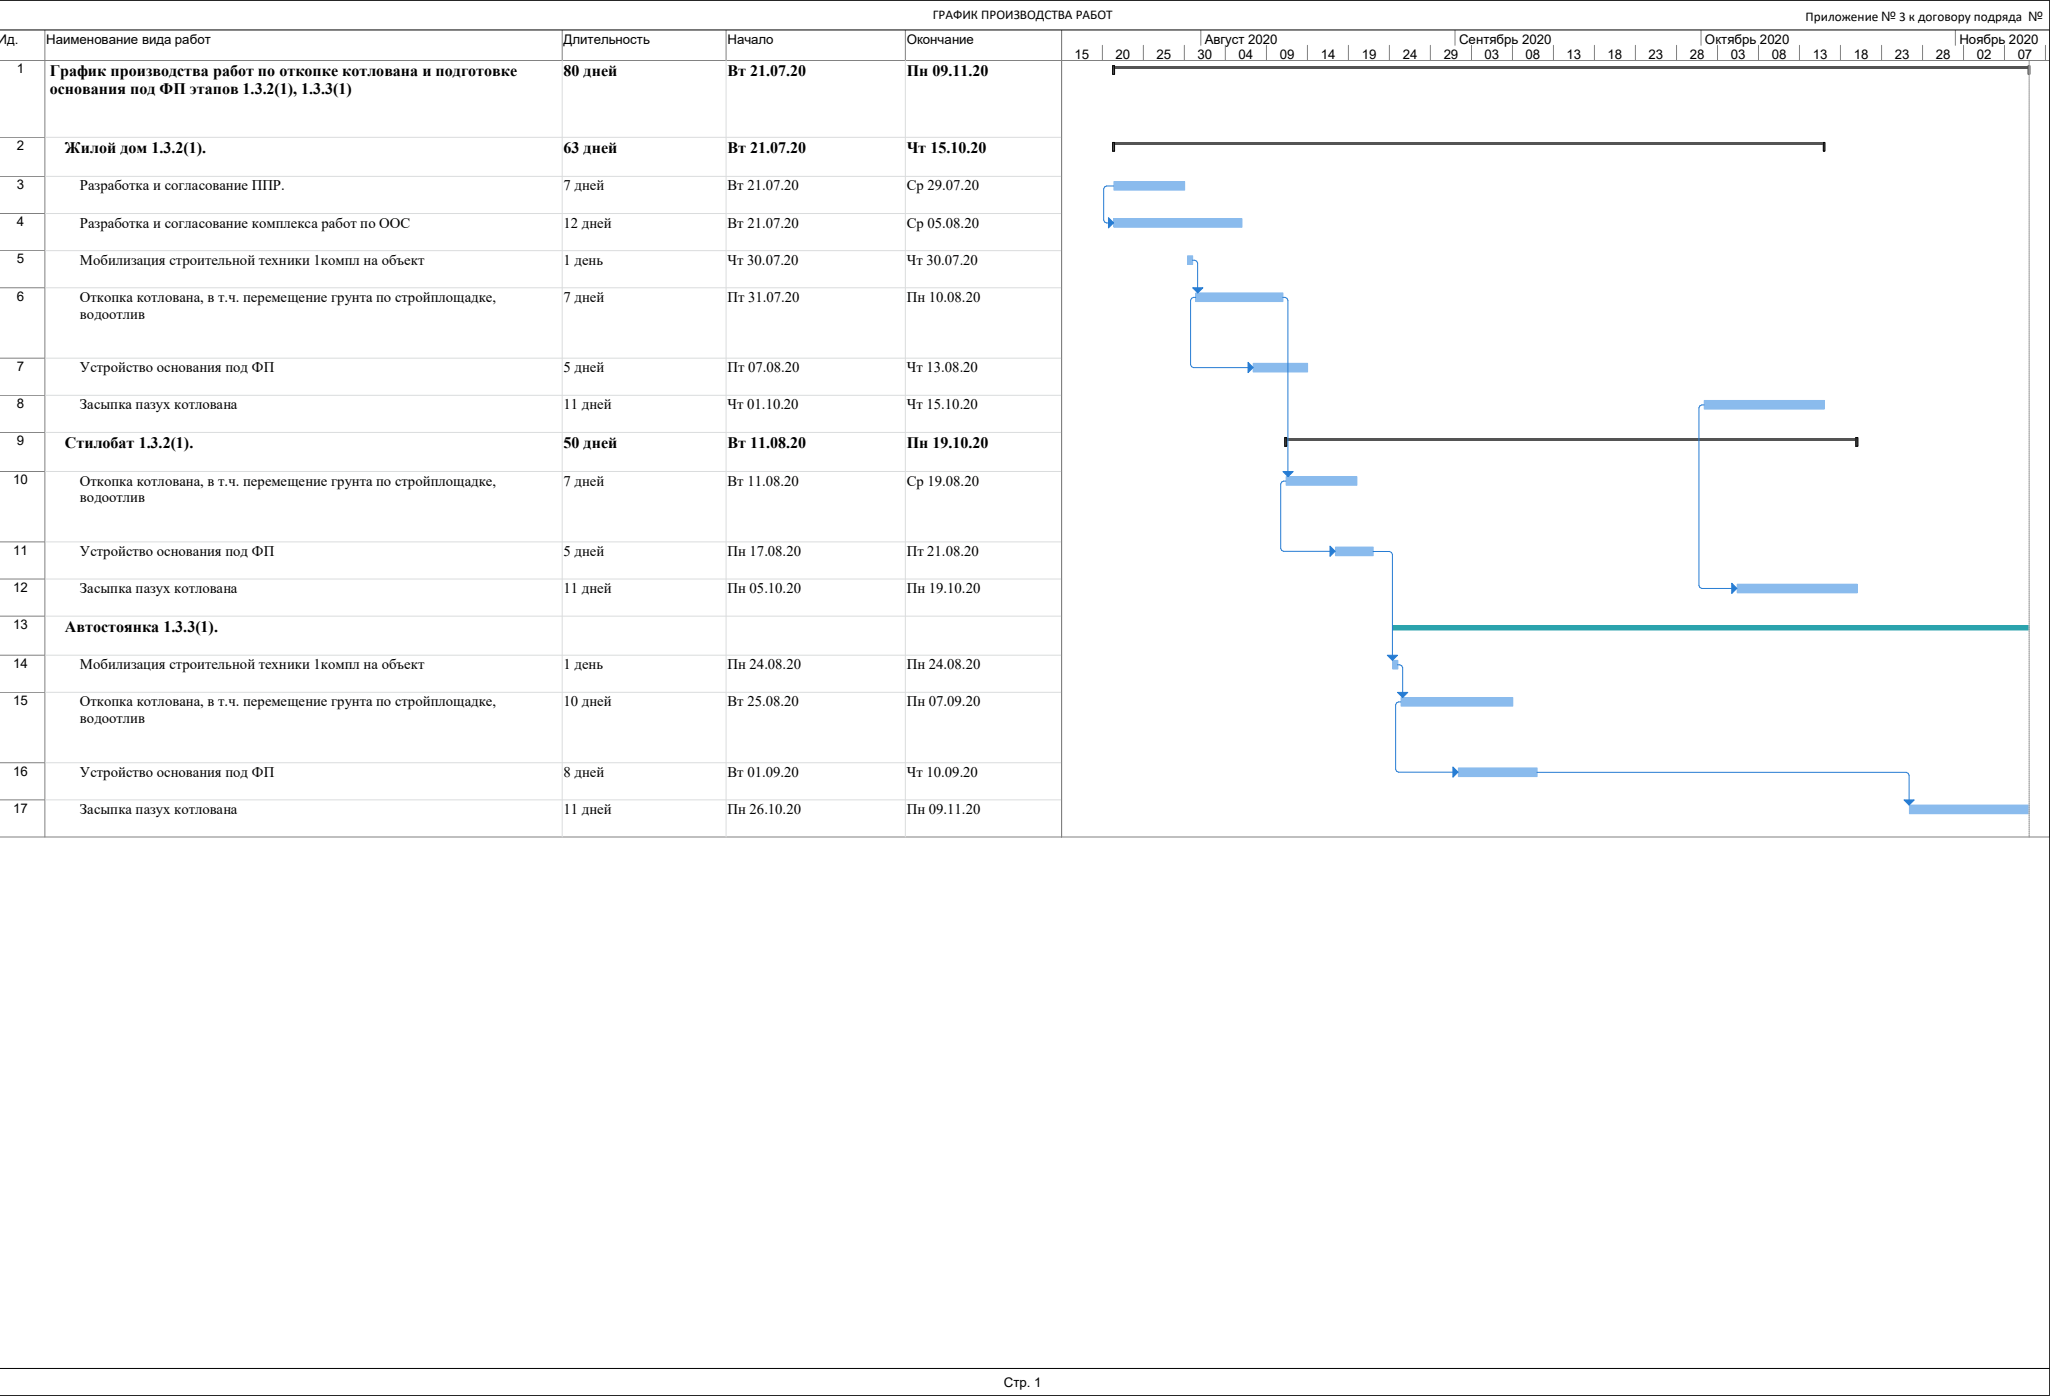 ГРАФИК ПРОИЗВОДСТВА РАБОТ
Приложение № 3 к договору подряда №
Ид. Наименование вида работ Длительность Начало Окончание
Август 2020 Сентябрь 2020 Октябрь 2020 Ноябрь 2020
15 20 25 30 04 09 14 19 24 29 03 08 13 18 23 28 03 08 13 18 23 28 02 07
1 График производства работ по откопке котлована и подготовке 80 дней Вт 21.07.20 Пн 09.11.20
основания под ФП этапов 1.3.2(1), 1.3.3(1)
2 Жилой дом 1.3.2(1). 63 дней Вт 21.07.20 Чт 15.10.20
3 Разработка и согласование ППР. 7 дней Вт 21.07.20 Ср 29.07.20
4 Разработка и согласование комплекса работ по ООС 12 дней Вт 21.07.20 Ср 05.08.20
5 Мобилизация строительной техники 1компл на объект 1 день Чт 30.07.20 Чт 30.07.20
6 Откопка котлована, в т.ч. перемещение грунта по стройплощадке, 7 дней Пт 31.07.20 Пн 10.08.20
водоотлив
7 Устройство основания под ФП 5 дней Пт 07.08.20 Чт 13.08.20
8 Засыпка пазух котлована 11 дней Чт 01.10.20 Чт 15.10.20
9 Стилобат 1.3.2(1). 50 дней Вт 11.08.20 Пн 19.10.20
10 Откопка котлована, в т.ч. перемещение грунта по стройплощадке, 7 дней Вт 11.08.20 Ср 19.08.20
водоотлив
11 Устройство основания под ФП 5 дней Пн 17.08.20 Пт 21.08.20
12 Засыпка пазух котлована 11 дней Пн 05.10.20 Пн 19.10.20
13 Автостоянка 1.3.3(1).
14 Мобилизация строительной техники 1компл на объект 1 день Пн 24.08.20 Пн 24.08.20
15 Откопка котлована, в т.ч. перемещение грунта по стройплощадке, 10 дней Вт 25.08.20 Пн 07.09.20
водоотлив
16 Устройство основания под ФП 8 дней Вт 01.09.20 Чт 10.09.20
17 Засыпка пазух котлована 11 дней Пн 26.10.20 Пн 09.11.20
Стр. 1